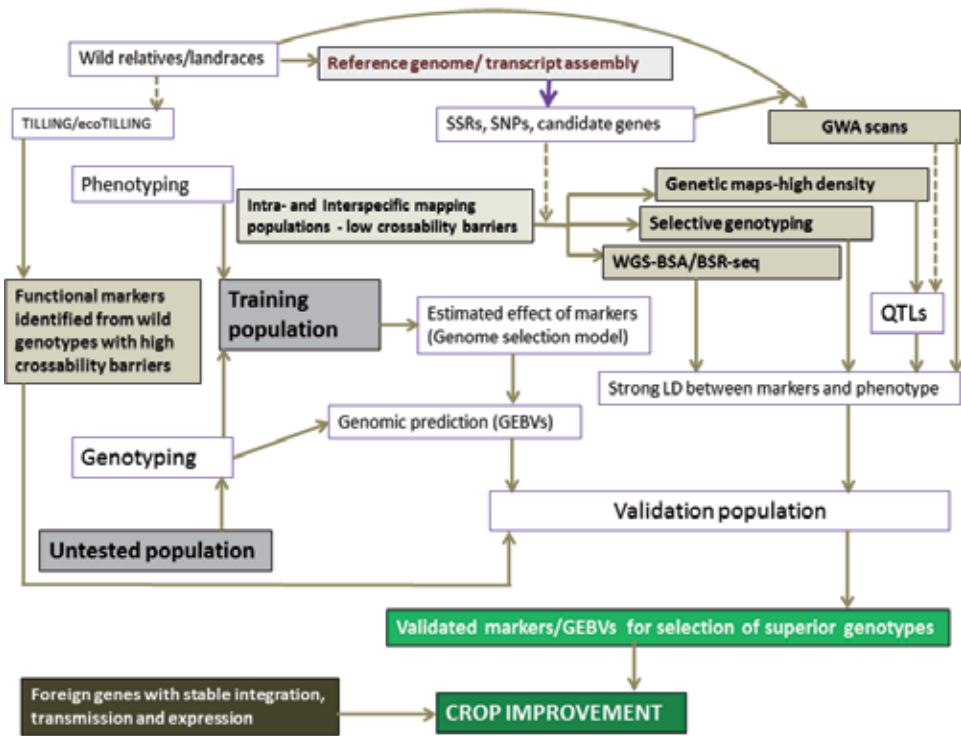 Wild relatives/landraces
Reference genome/ transcript assembly
TILLING/ecoTILLING
SSRs, SNPs, candidate genes
GWA scans
Phenotyping
Genetic maps-high density
Intra- and Interspecific mapping
populations - low crossability barriers
Selective genotyping
WGS-BSA/BSR-seq
Functional markers
identified from wild
genotypes with high
crossability barriers
Training
population
Estimated effect of markers
(Genome selection model)
QTLs
Strong LD between markers and phenotype
Genomic prediction (GEBVs)
Genotyping
Validation population
Untested population
Validated markers/GEBVs for selection of superior genotypes
Foreign genes with stable integration,
transmission and expression
CROP IMPROVEMENT